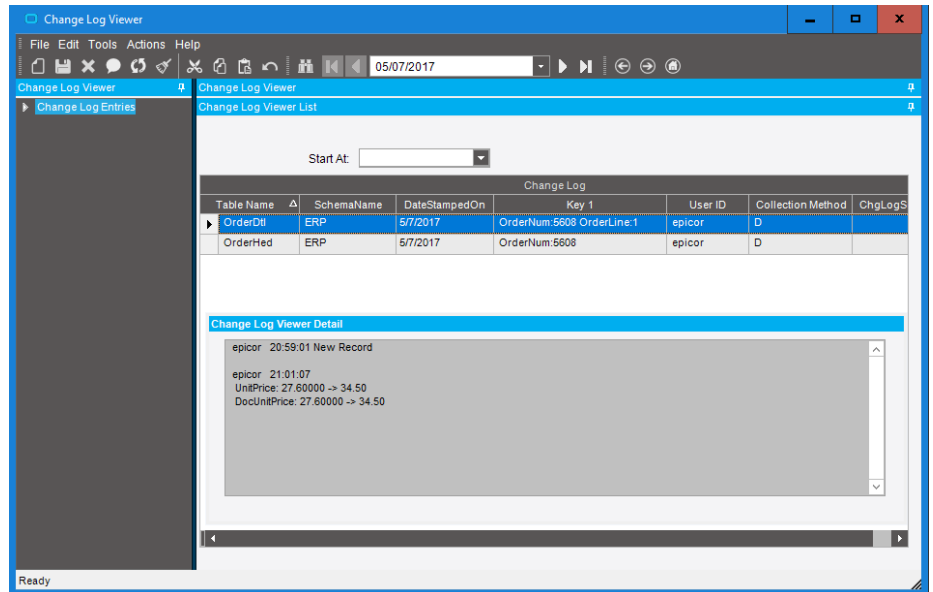 Change Log Viewer
File Edit Tools Actions Help
05/07/2017
Change Log Viewer
Change Log Viewer
Change Log Entries
Change Log Viewer List
Start At:
Change Log
Table Name SchemaName DateStampedOn Key 1 User ID Collection Method ChgLogS
OrderDtl ERP 5/7/2017 OrderNum:5608 OrderLine:1 epicor D
OrderHed ERP 5/7/2017 OrderNum:5608 epicor D
Change Log Viewer Detail
epicor 20:59:01 New Record
epicor 21:01:07
UnitPrice: 27.60000 -> 34.50
DocUnitPrice: 27.60000 -> 34.50
Ready